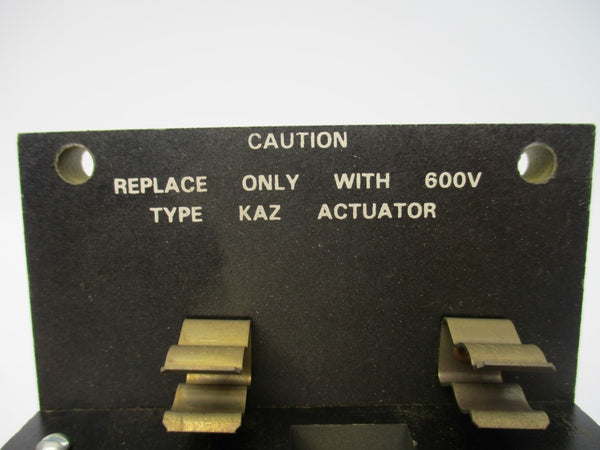 CAUTION
REPLACE ONLY WITH 600V
TYPE KAZ ACTUATOR